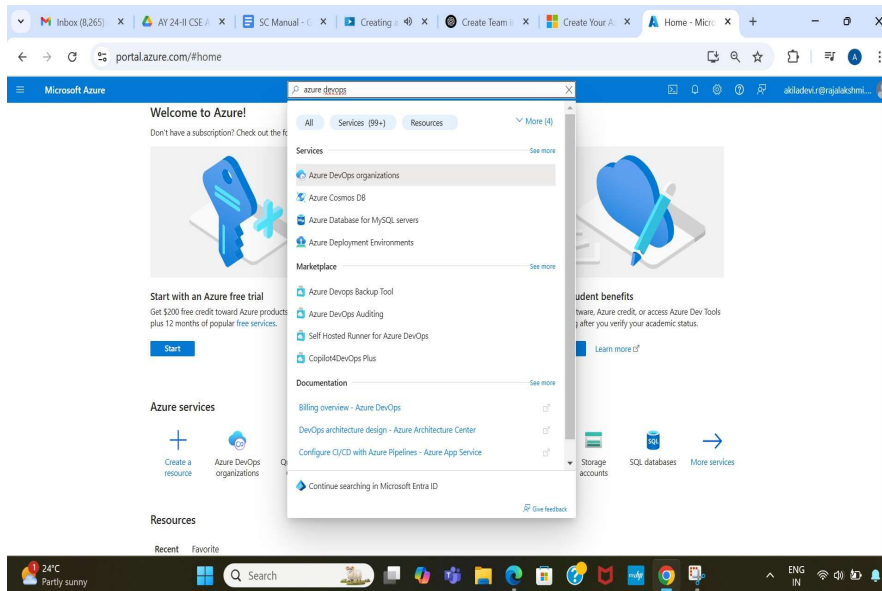 Inbox (8,265)
AY 24-II CSE A
SC Manual -
Creating
Create Team i
Create Your A
Home - Micro
portal.azure.com/#home
Microsoft Azure
azure devops
akiladevi.r@rajalakshmi....
Welcome to Azure!
Don't have a subscription? Check out the fo
All Services (99+) Resources More (4)
Services See more
Azure DevOps organizations
Azure Cosmos DB
Azure Database for MySQL servers
Azure Deployment Environments
Marketplace See more
Azure Devops Backup Tool
Azure DevOps Auditing
Self Hosted Runner for Azure DevOps
Copilot4DevOps Plus
Documentation See more
Billing overview - Azure DevOps
DevOps architecture design - Azure Architecture Center
Configure CI/CD with Azure Pipelines - Azure App Service
Continue searching in Microsoft Entra ID
Give feedback
Start with an Azure free trial
Get $200 free credit toward Azure products
plus 12 months of popular free services.
Start
udent benefits
tware, Azure credit, or access Azure Dev Tools
g after you verify your academic status.
Learn more
Azure services
Create a
resource
Azure DevOps
organizations
Q
Storage
accounts
SQL databases
More services
Resources
Recent Favorite
24°C
Partly sunny
Search
ENG
IN